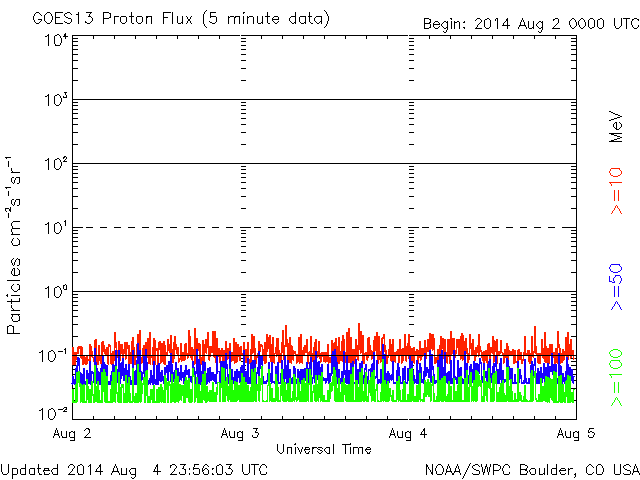 GOES13 Proton Flux (5 minute data)
Begin: 2014 Aug 2 0000 UTC
10⁴
10³
10²
10¹
10⁰
10⁻¹
10⁻²
Particles cm⁻²s⁻¹sr⁻¹
MeV
>=10
>=50
>=100
Aug 2
Aug 3
Aug 4
Aug 5
Universal Time
Updated 2014 Aug 4 23:56:03 UTC
NOAA/SWPC Boulder, CO USA